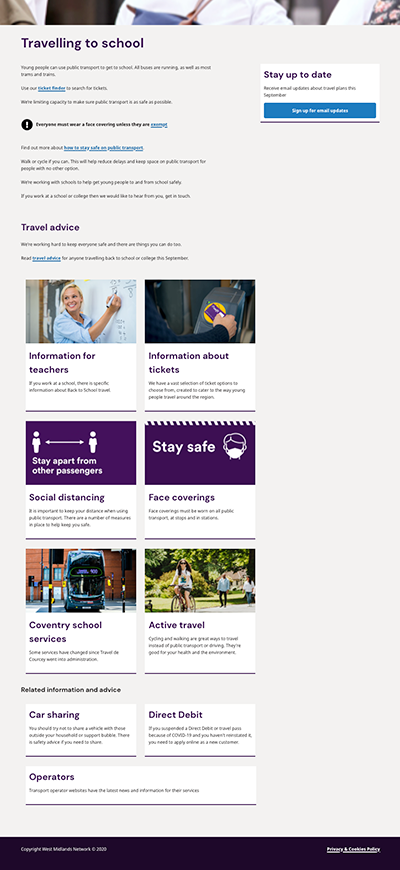 Travelling to school
Young people can use public transport to get to school. All buses are running, as well as most
trams and trains.
Use our ticket finder to search for tickets.
We're limiting capacity to make sure public transport is as safe as possible.
Everyone must wear a face covering unless they are exempt
Find out more about how to stay safe on public transport.
Walk or cycle if you can. This will help reduce delays and keep space on public transport for
people with no other option.
We're working with schools to help get young people to and from school safely.
If you work at a school or college then we would like to hear from you, get in touch.
Stay up to date
Receive email updates about travel plans this
September
Sign up for email updates
Travel advice
We're working hard to keep everyone safe and there are things you can do too.
Read travel advice for anyone travelling back to school or college this September.
Information for
teachers
If you work at a school, there is specific
information about Back to School travel.
Information about
tickets
We have a vast selection of ticket options to
choose from, created to cater to the way young
people travel around the region.
Stay apart from
other passengers
Social distancing
It is important to keep your distance when using
public transport. There are a number of measures
in place to help keep you safe.
Stay safe
Face coverings
Face coverings must be worn on all public
transport, at stops and in stations.
Coventry school
services
Some services have changed since Travel de
Courcey went into administration.
Active travel
Cycling and walking are great ways to travel
instead of public transport or driving. They're
good for your health and the environment.
Related information and advice
Car sharing
You should try not to share a vehicle with those
outside your household or support bubble. There
is safety advice if you need to share.
Direct Debit
If you suspended a Direct Debit or travel pass
because of COVID-19 and you haven't reinstated it,
you need to apply online as a new customer.
Operators
Transport operator websites have the latest news and information for their services
Copyright West Midlands Network © 2020
Privacy & Cookies Policy